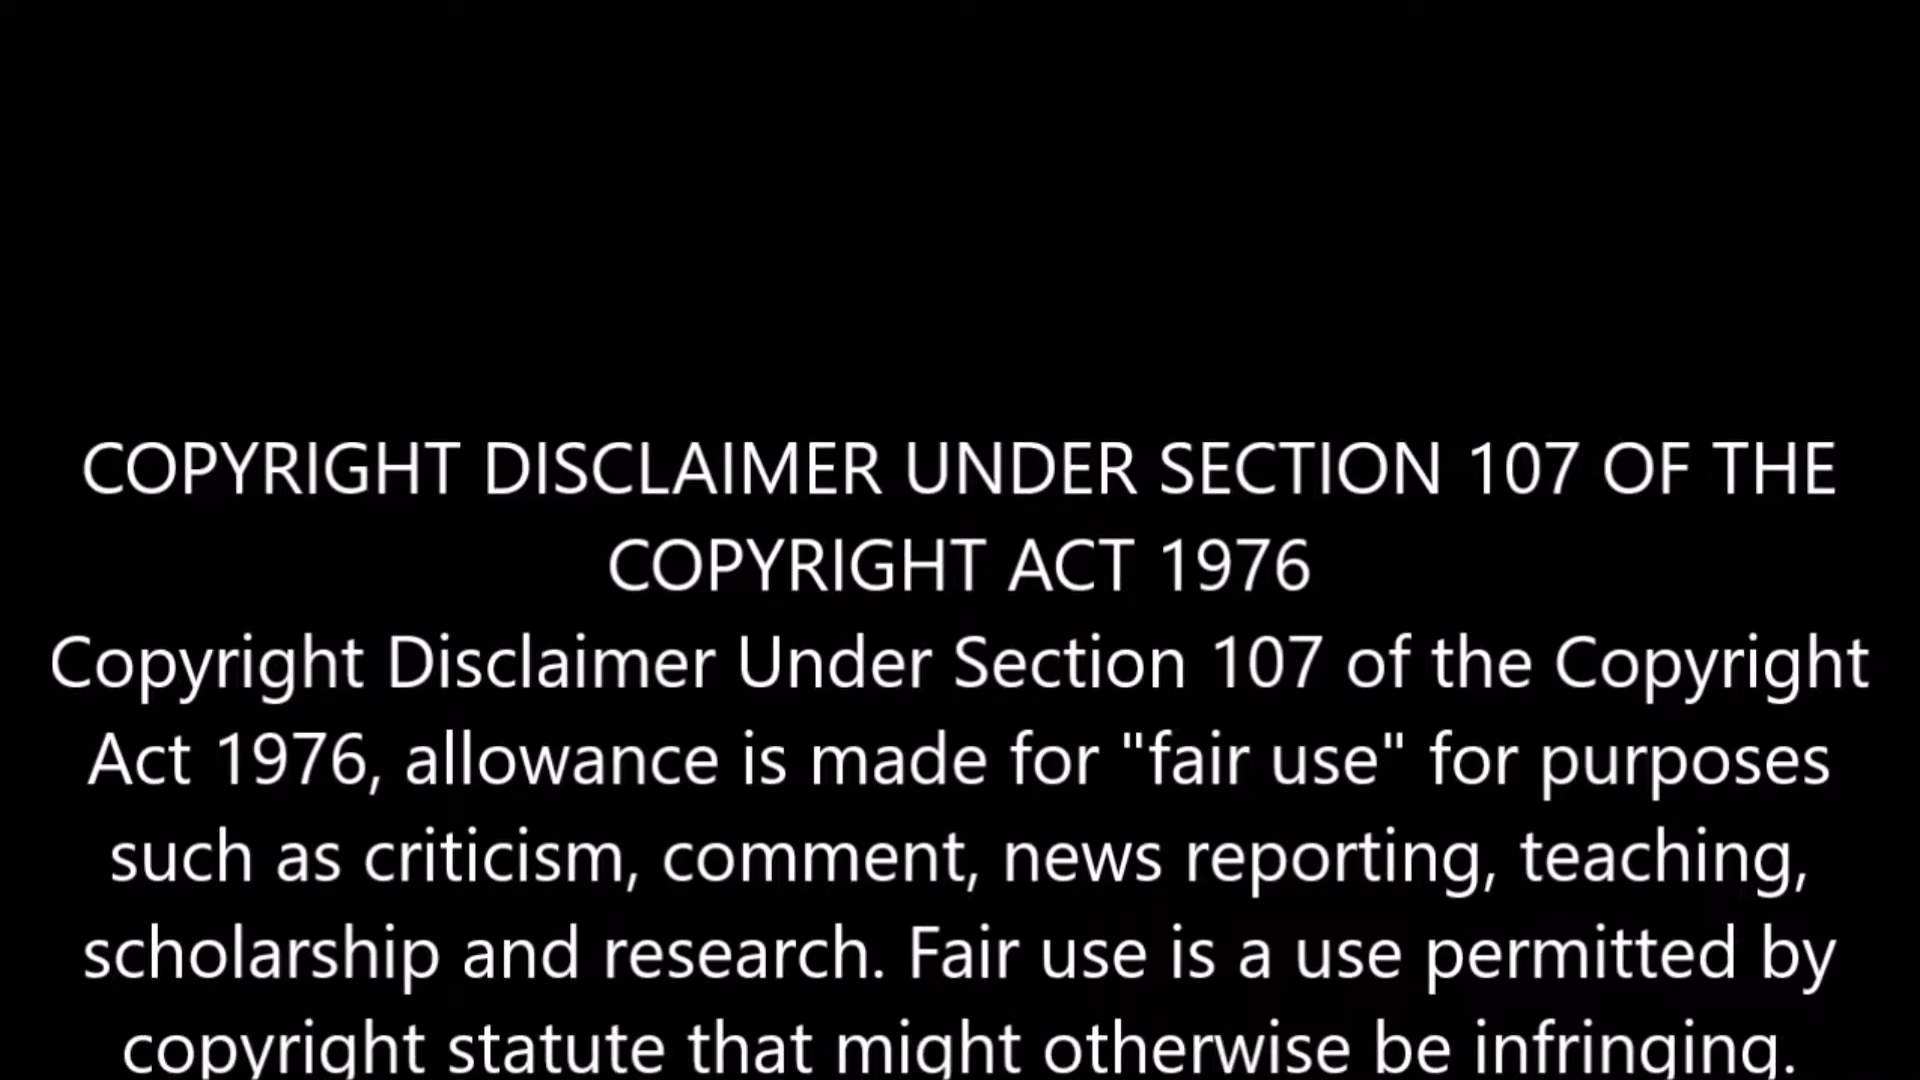 COPYRIGHT DISCLAIMER UNDER SECTION 107 OF THE
COPYRIGHT ACT 1976
Copyright Disclaimer Under Section 107 of the Copyright
Act 1976, allowance is made for "fair use" for purposes
such as criticism, comment, news reporting, teaching,
scholarship and research. Fair use is a use permitted by
copyright statute that might otherwise be infringing.